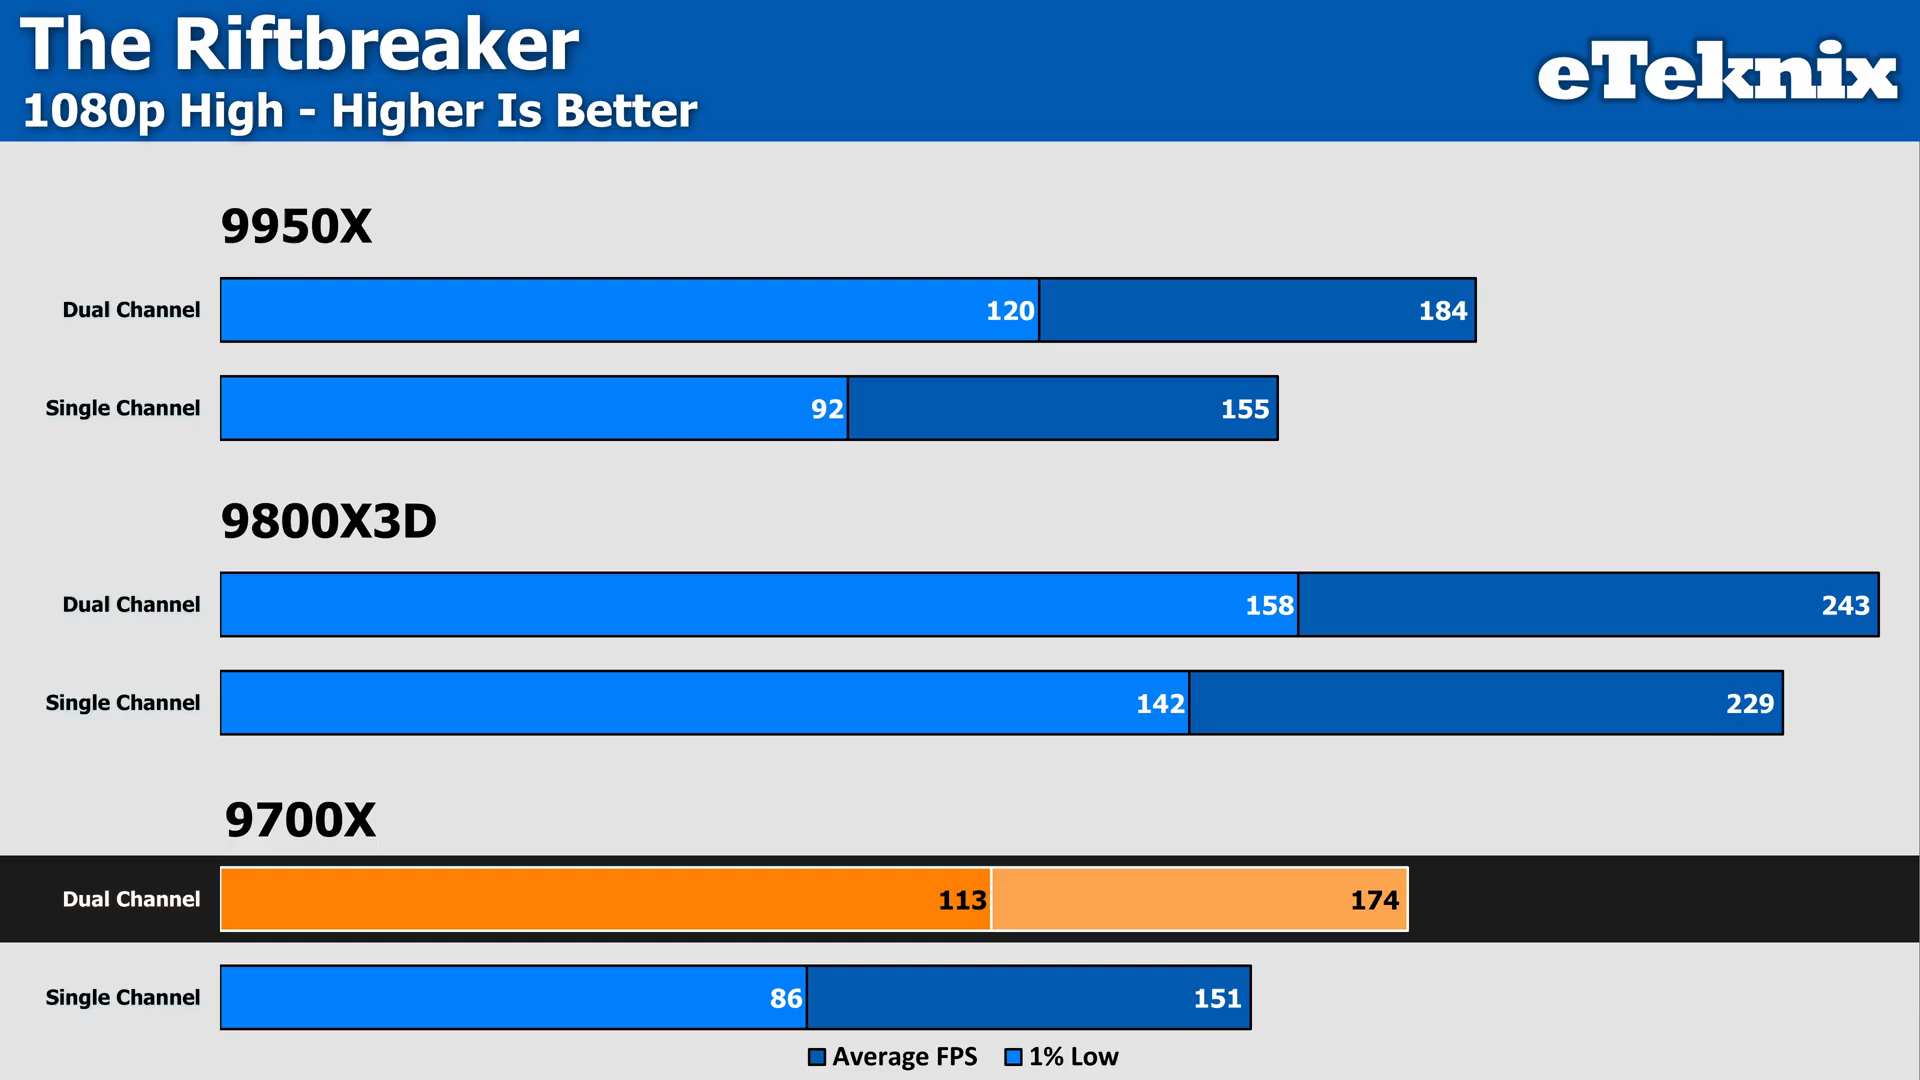 The Riftbreaker
1080p High - Higher Is Better
eTeknix
9950X
Dual Channel 120 184
Single Channel 92 155
9800X3D
Dual Channel 158 243
Single Channel 142 229
9700X
Dual Channel 113 174
Single Channel 86 151
Average FPS 1% Low